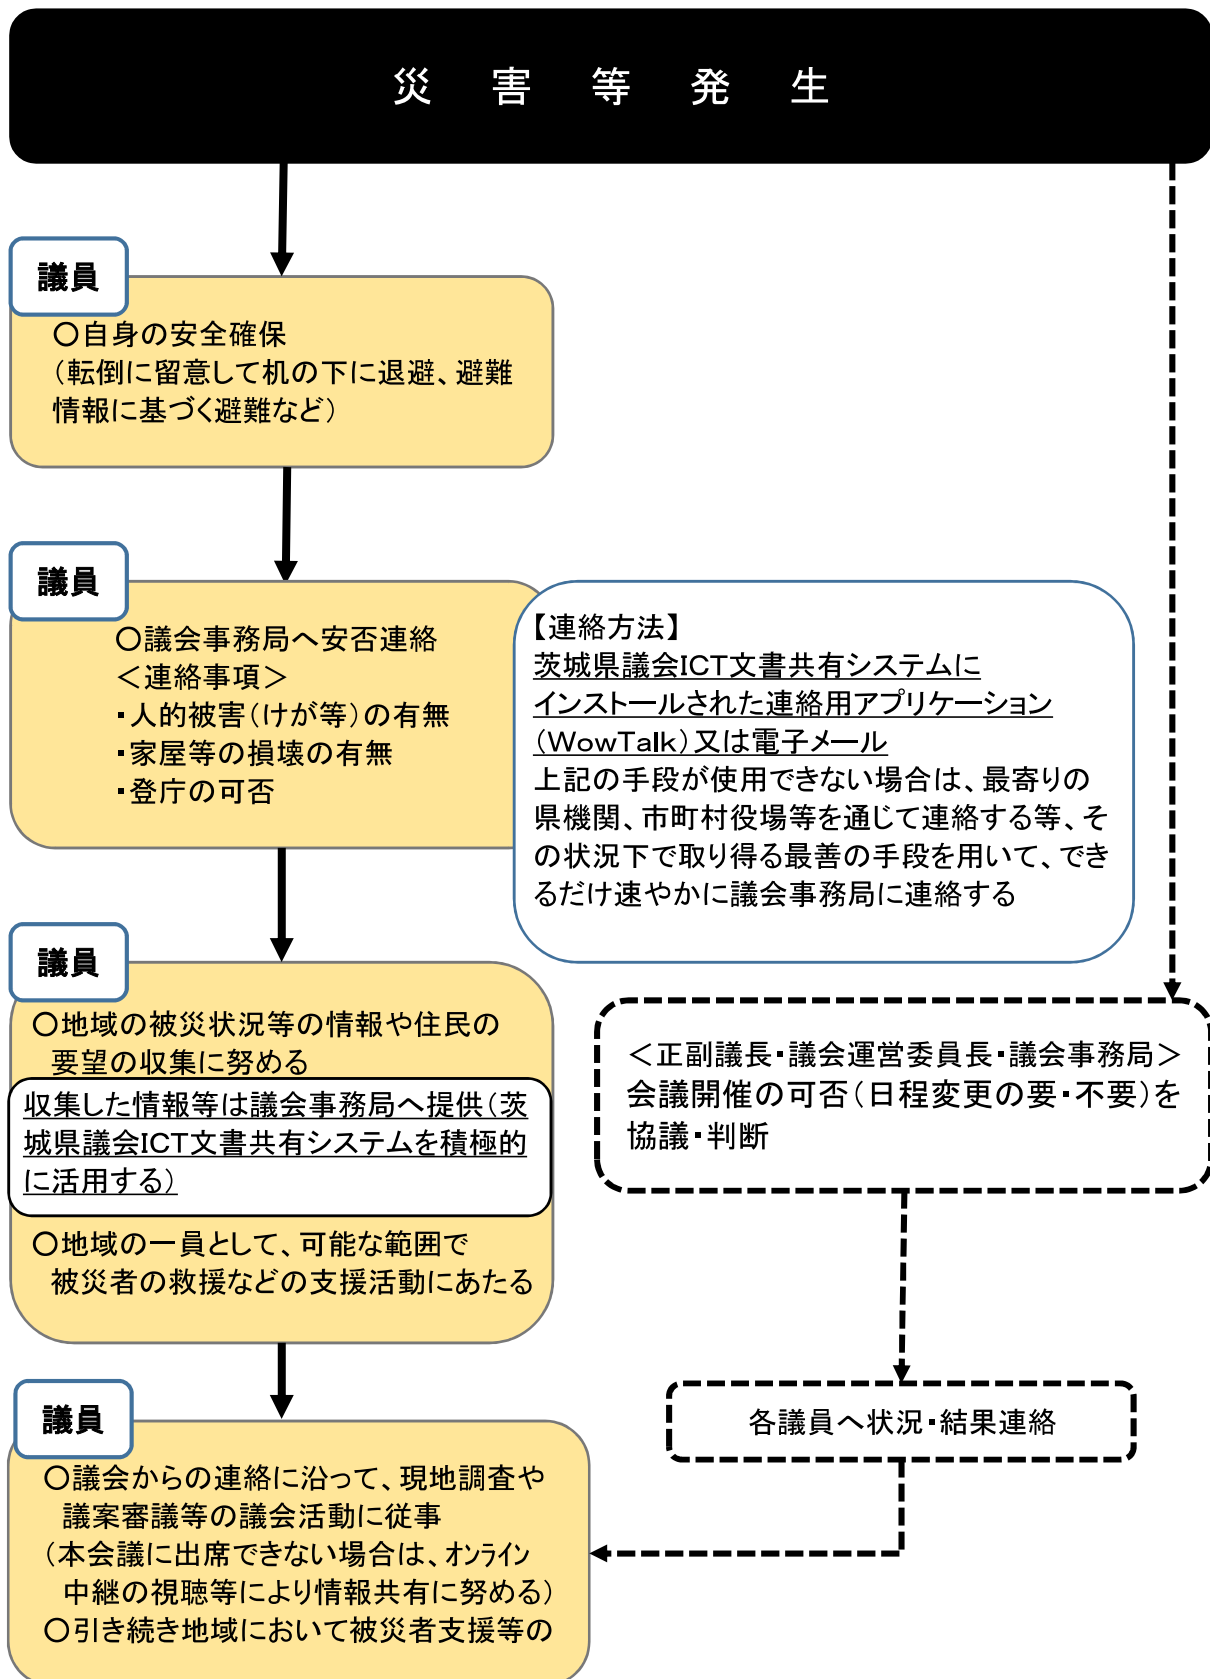 災害等発生
議員
〇自身の安全確保
（転倒に留意して机の下に退避、避難
情報に基づく避難など）
議員
〇議会事務局へ安否連絡
＜連絡事項＞
・人的被害（けが等）の有無
・家屋等の損壊の有無
・登庁の可否
【連絡方法】
茨城県議会ICT文書共有システムに
インストールされた連絡用アプリケーション
（WowTalk）又は電子メール
上記の手段が使用できない場合は、最寄りの
県機関、市町村役場等を通じて連絡する等、そ
の状況下で取り得る最善の手段を用いて、でき
るだけ速やかに議会事務局に連絡する
議員
〇地域の被災状況等の情報や住民の
要望の収集に努める
収集した情報等は議会事務局へ提供（茨
城県議会ICT文書共有システムを積極的
に活用する）
〇地域の一員として、可能な範囲で
被災者の救援などの支援活動にあたる
＜正副議長・議会運営委員長・議会事務局＞
会議開催の可否（日程変更の要・不要）を
協議・判断
各議員へ状況・結果連絡
議員
〇議会からの連絡に沿って、現地調査や
議案審議等の議会活動に従事
（本会議に出席できない場合は、オンライン
中継の視聴等により情報共有に努める）
〇引き続き地域において被災者支援等の